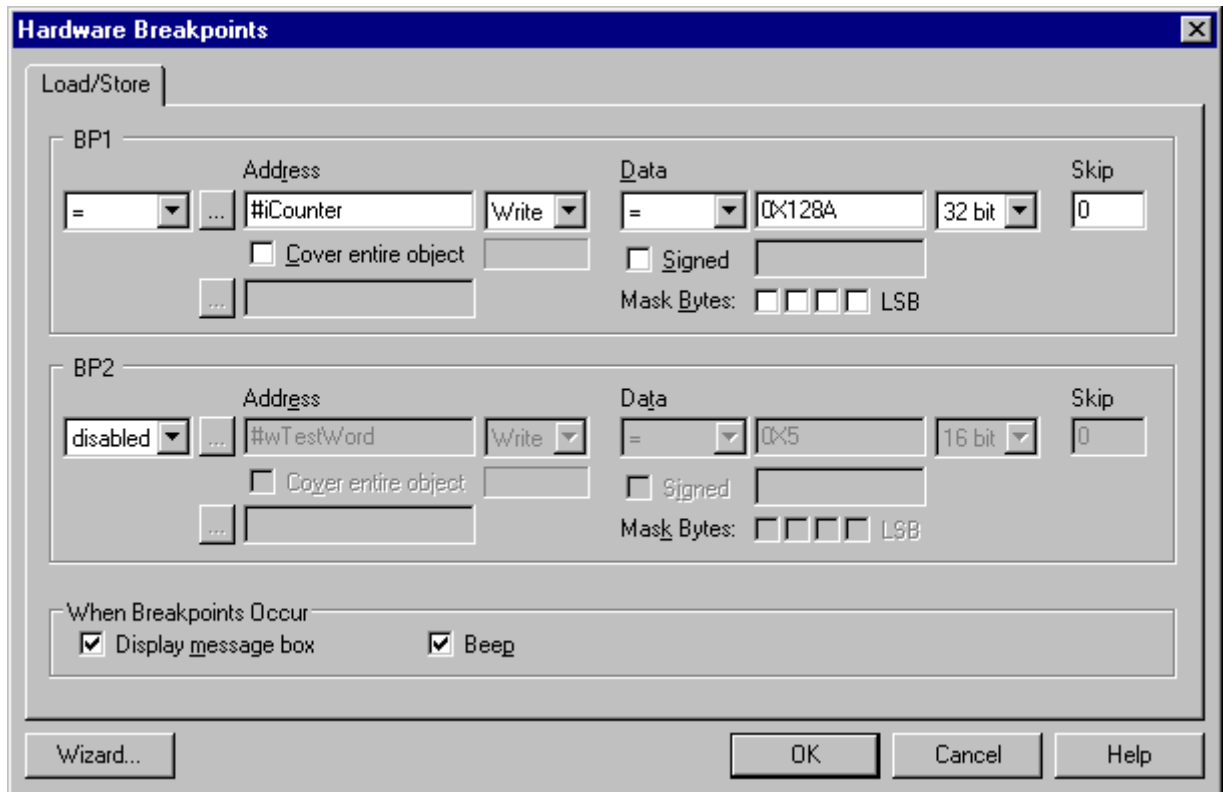 Hardware Breakpoints
Load/Store
BP1
Address Data Skip
= ... #iCounter Write = 0X128A 32 bit 0
Cover entire object Signed
... Mask Bytes: LSB
BP2
Address Data Skip
disabled ... #wTestWord Write = 0X5 16 bit 0
Cover entire object Signed
... Mask Bytes: LSB
When Breakpoints Occur
Display message box Beep
Wizard... OK Cancel Help